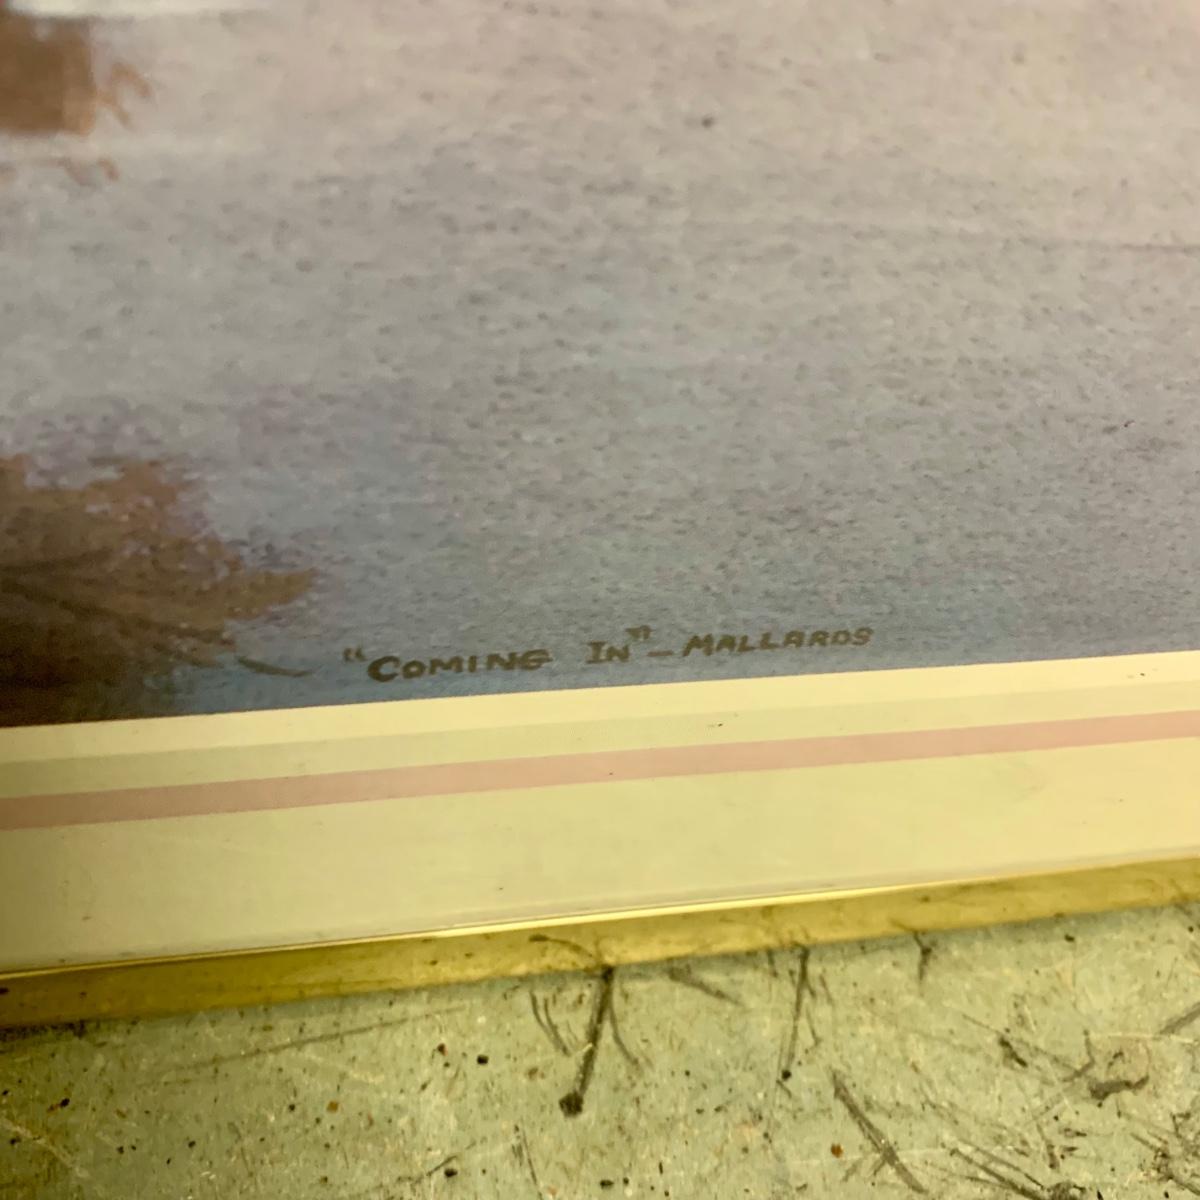 "COMING IN" – MALLARDS